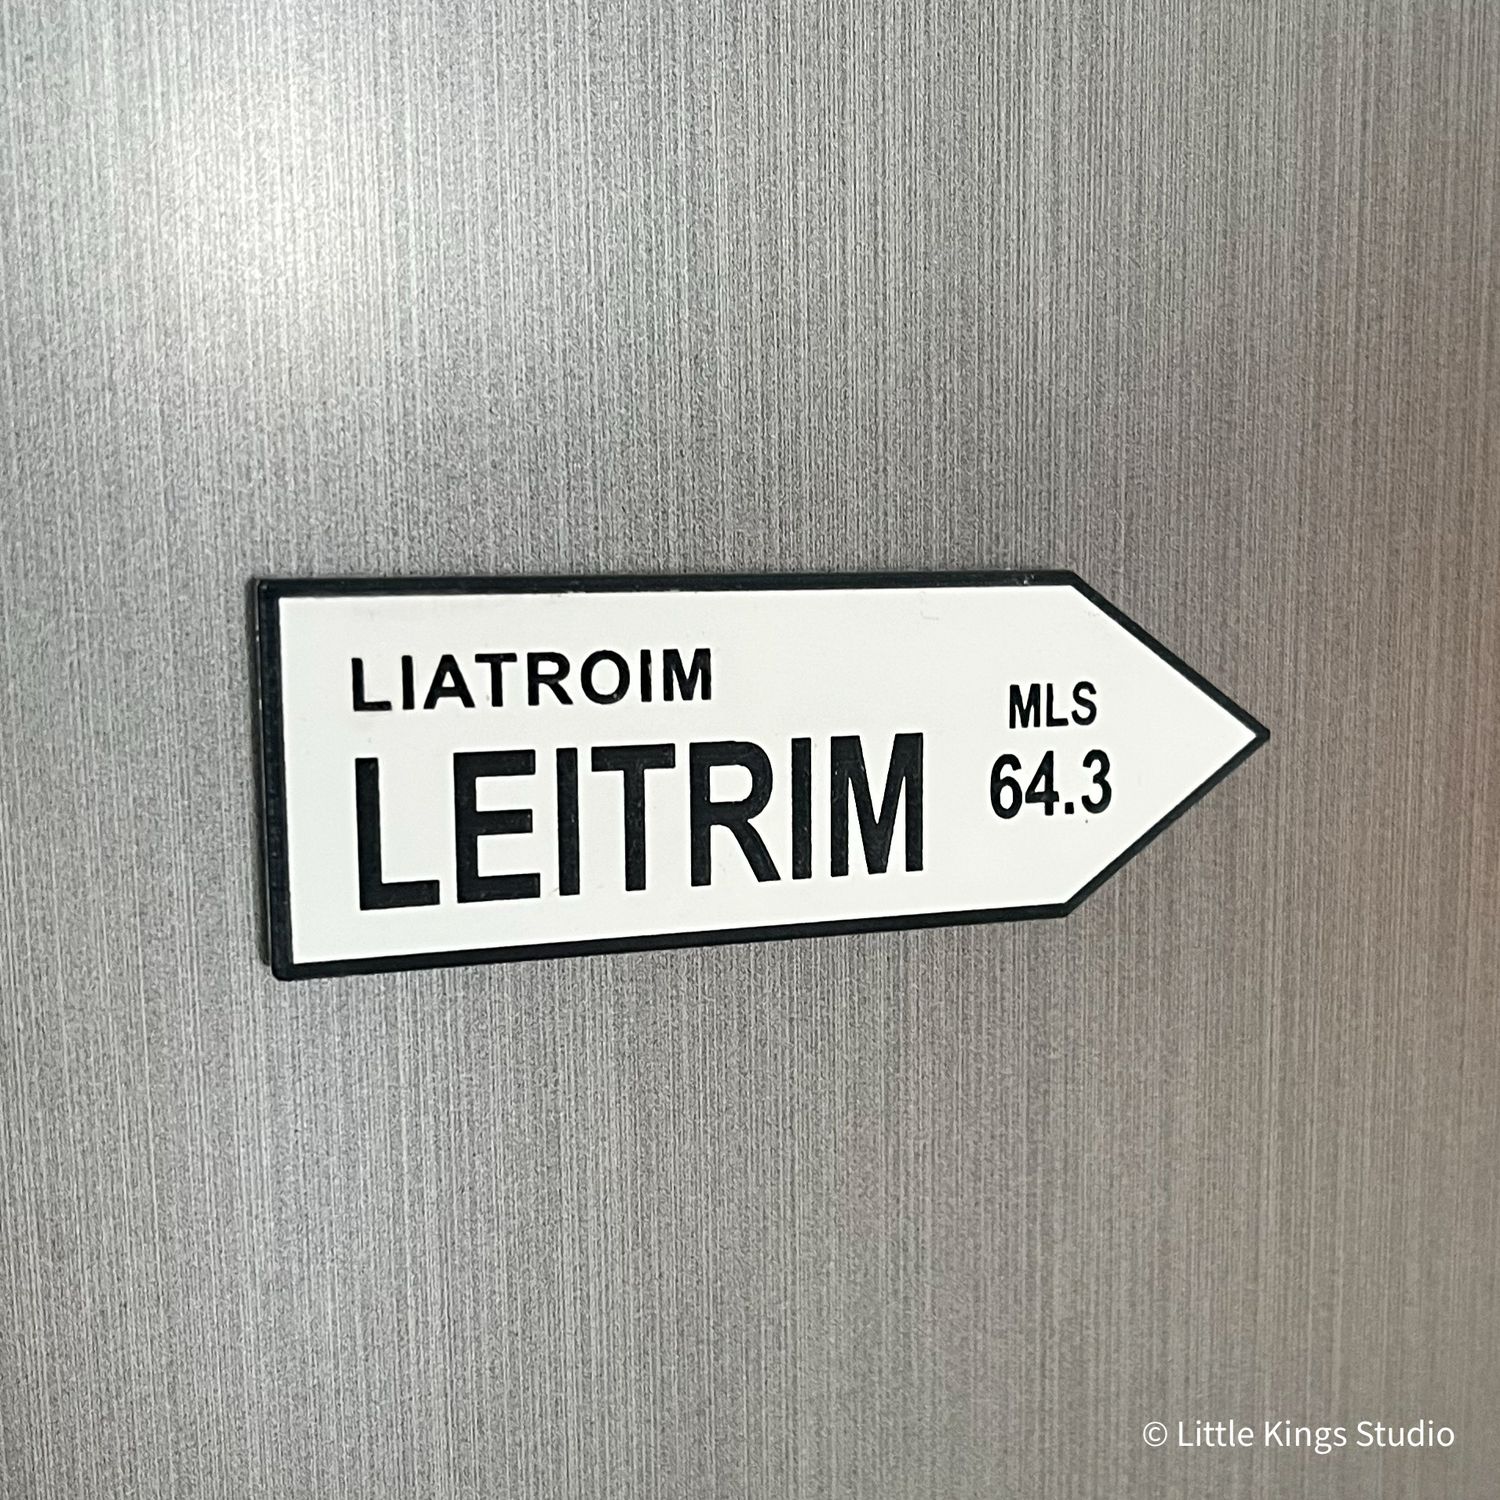 LIATROIM
LEITRIM
MLS
64.3
© Little Kings Studio